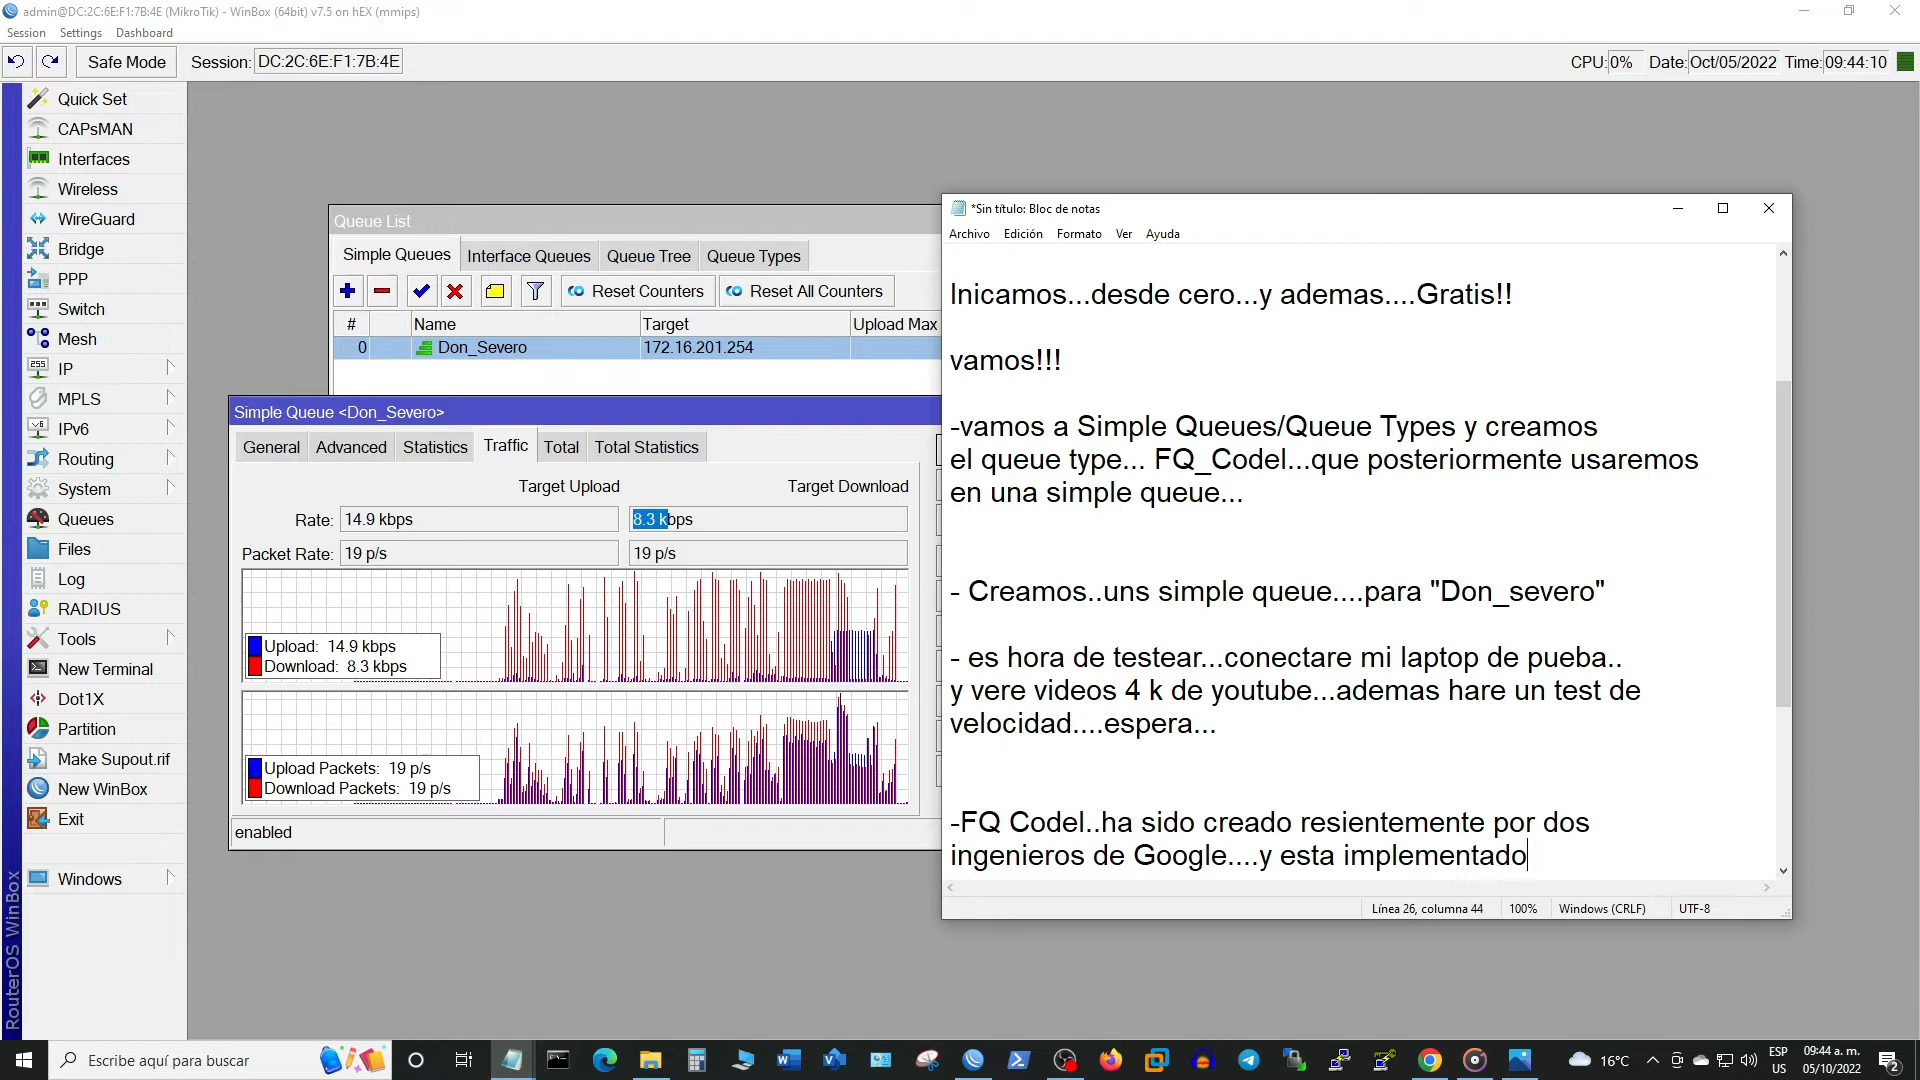 admin@DC:2C:6E:F1:7B:4E (MikroTik) - WinBox (64bit) v7.5 on hEX (mmips)
Session Settings Dashboard
Safe Mode Session: DC:2C:6E:F1:7B:4E CPU: 0% Date: Oct/05/2022 Time: 09:44:10
Quick Set
CAPsMAN
Interfaces
Wireless
WireGuard
Bridge
PPP
Switch
Mesh
IP
MPLS
IPv6
Routing
System
Queues
Files
Log
RADIUS
Tools
New Terminal
Dot1X
Partition
Make Supout.rif
New WinBox
Exit
Windows
RouterOS WinBox
Queue List
Simple Queues Interface Queues Queue Tree Queue Types
Reset Counters Reset All Counters
# Name Target Upload Max
0 Don_Severo 172.16.201.254
Simple Queue <Don_Severo>
General Advanced Statistics Traffic Total Total Statistics
Target Upload Target Download
Rate: 14.9 kbps 8.3 kbps
Packet Rate: 19 p/s 19 p/s
Upload: 14.9 kbps
Download: 8.3 kbps
Upload Packets: 19 p/s
Download Packets: 19 p/s
enabled
*Sin título: Bloc de notas
Archivo Edición Formato Ver Ayuda
Inicamos...desde cero...y ademas....Gratis!!
vamos!!!
-vamos a Simple Queues/Queue Types y creamos
el queue type... FQ_Codel...que posteriormente usaremos
en una simple queue...
- Creamos..uns simple queue....para "Don_severo"
- es hora de testear...conectare mi laptop de pueba..
y vere videos 4 k de youtube...ademas hare un test de
velocidad....espera...
-FQ Codel..ha sido creado resientemente por dos
ingenieros de Google....y esta implementado
Línea 26, columna 44 100% Windows (CRLF) UTF-8
Escribe aquí para buscar
16°C
ESP
US
09:44 a. m.
05/10/2022
2